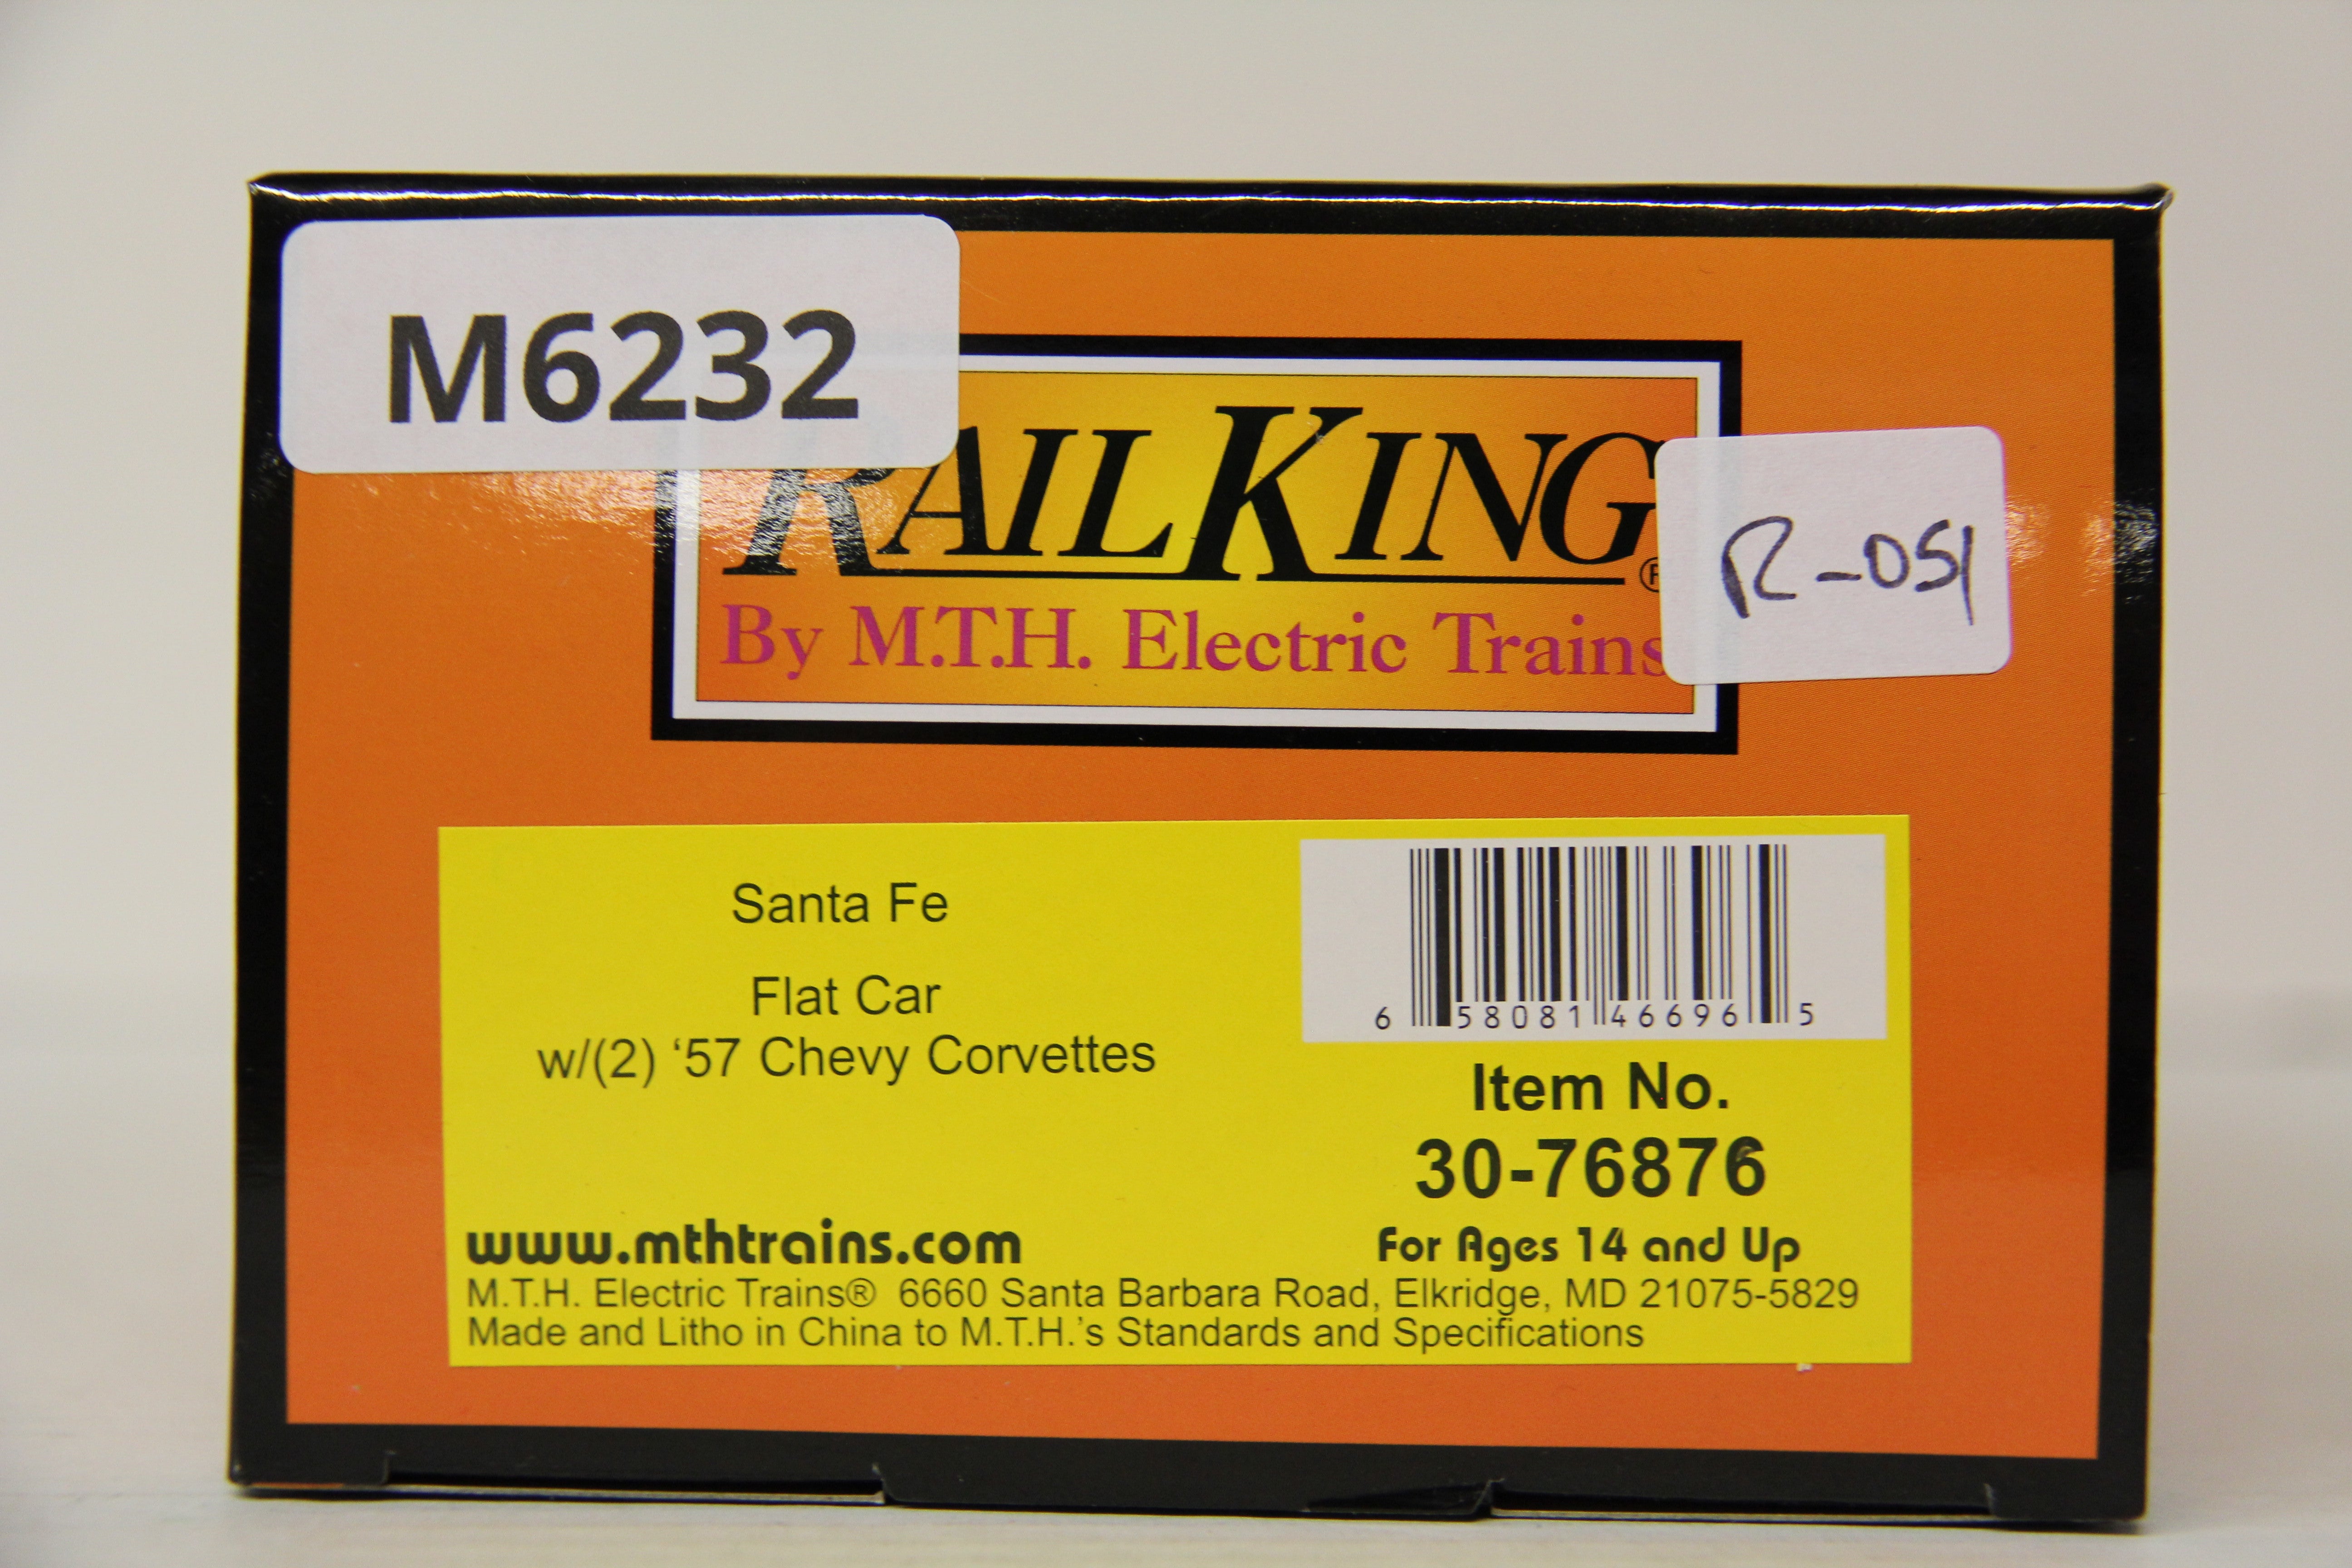 M6232
RAILKING®
By M.T.H. Electric Trains
R-051
Santa Fe
Flat Car
w/(2) ‘57 Chevy Corvettes
6 58081 46696 5
Item No.
30-76876
www.mthtrains.com
For Ages 14 and Up
M.T.H. Electric Trains® 6660 Santa Barbara Road, Elkridge, MD 21075-5829
Made and Litho in China to M.T.H.’s Standards and Specifications